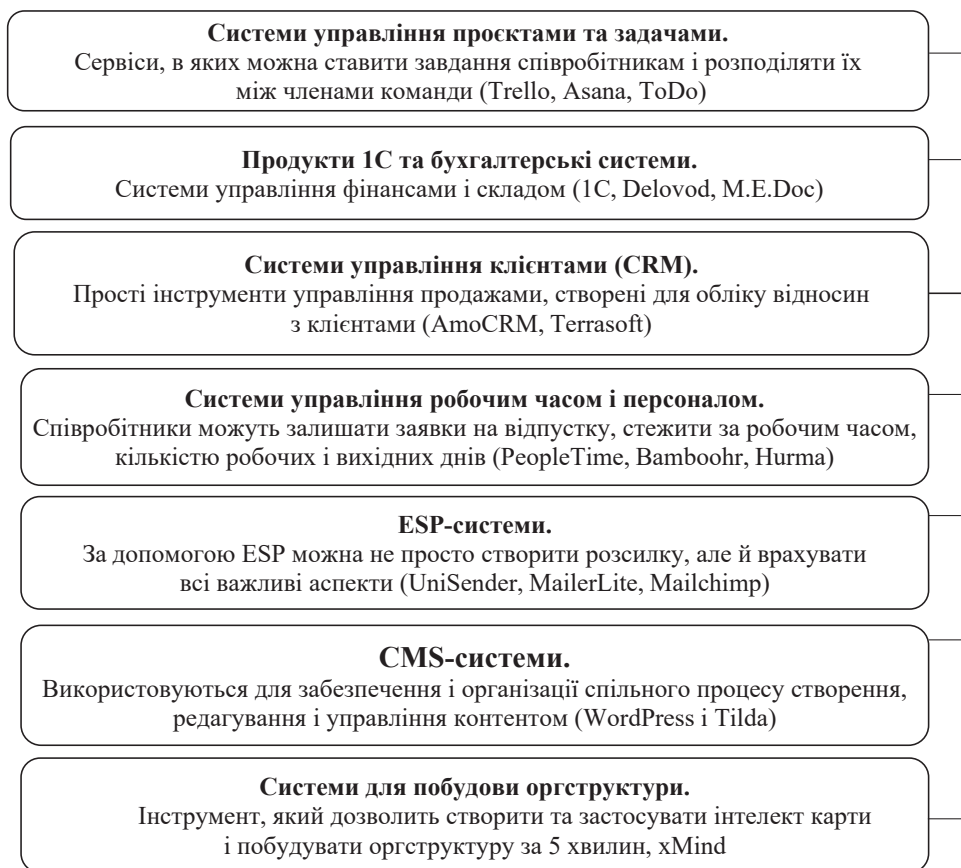 Системи управління проєктами та задачами.
Сервіси, в яких можна ставити завдання співробітникам і розподіляти їх
між членами команди (Trello, Asana, ToDo)
Продукти 1С та бухгалтерські системи.
Системи управління фінансами і складом (1С, Delovod, M.E.Doc)
Системи управління клієнтами (CRM).
Прості інструменти управління продажами, створені для обліку відносин
з клієнтами (AmoCRM, Terrasoft)
Системи управління робочим часом і персоналом.
Співробітники можуть залишати заявки на відпустку, стежити за робочим часом,
кількістю робочих і вихідних днів (PeopleTime, Bamboohr, Hurma)
ESP-системи.
За допомогою ESP можна не просто створити розсилку, але й врахувати
всі важливі аспекти (UniSender, MailerLite, Mailchimp)
CMS-системи.
Використовуються для забезпечення і організації спільного процесу створення,
редагування і управління контентом (WordPress і Tilda)
Системи для побудови оргструктури.
Інструмент, який дозволить створити та застосувати інтелект карти
і побудувати оргструктуру за 5 хвилин, xMind